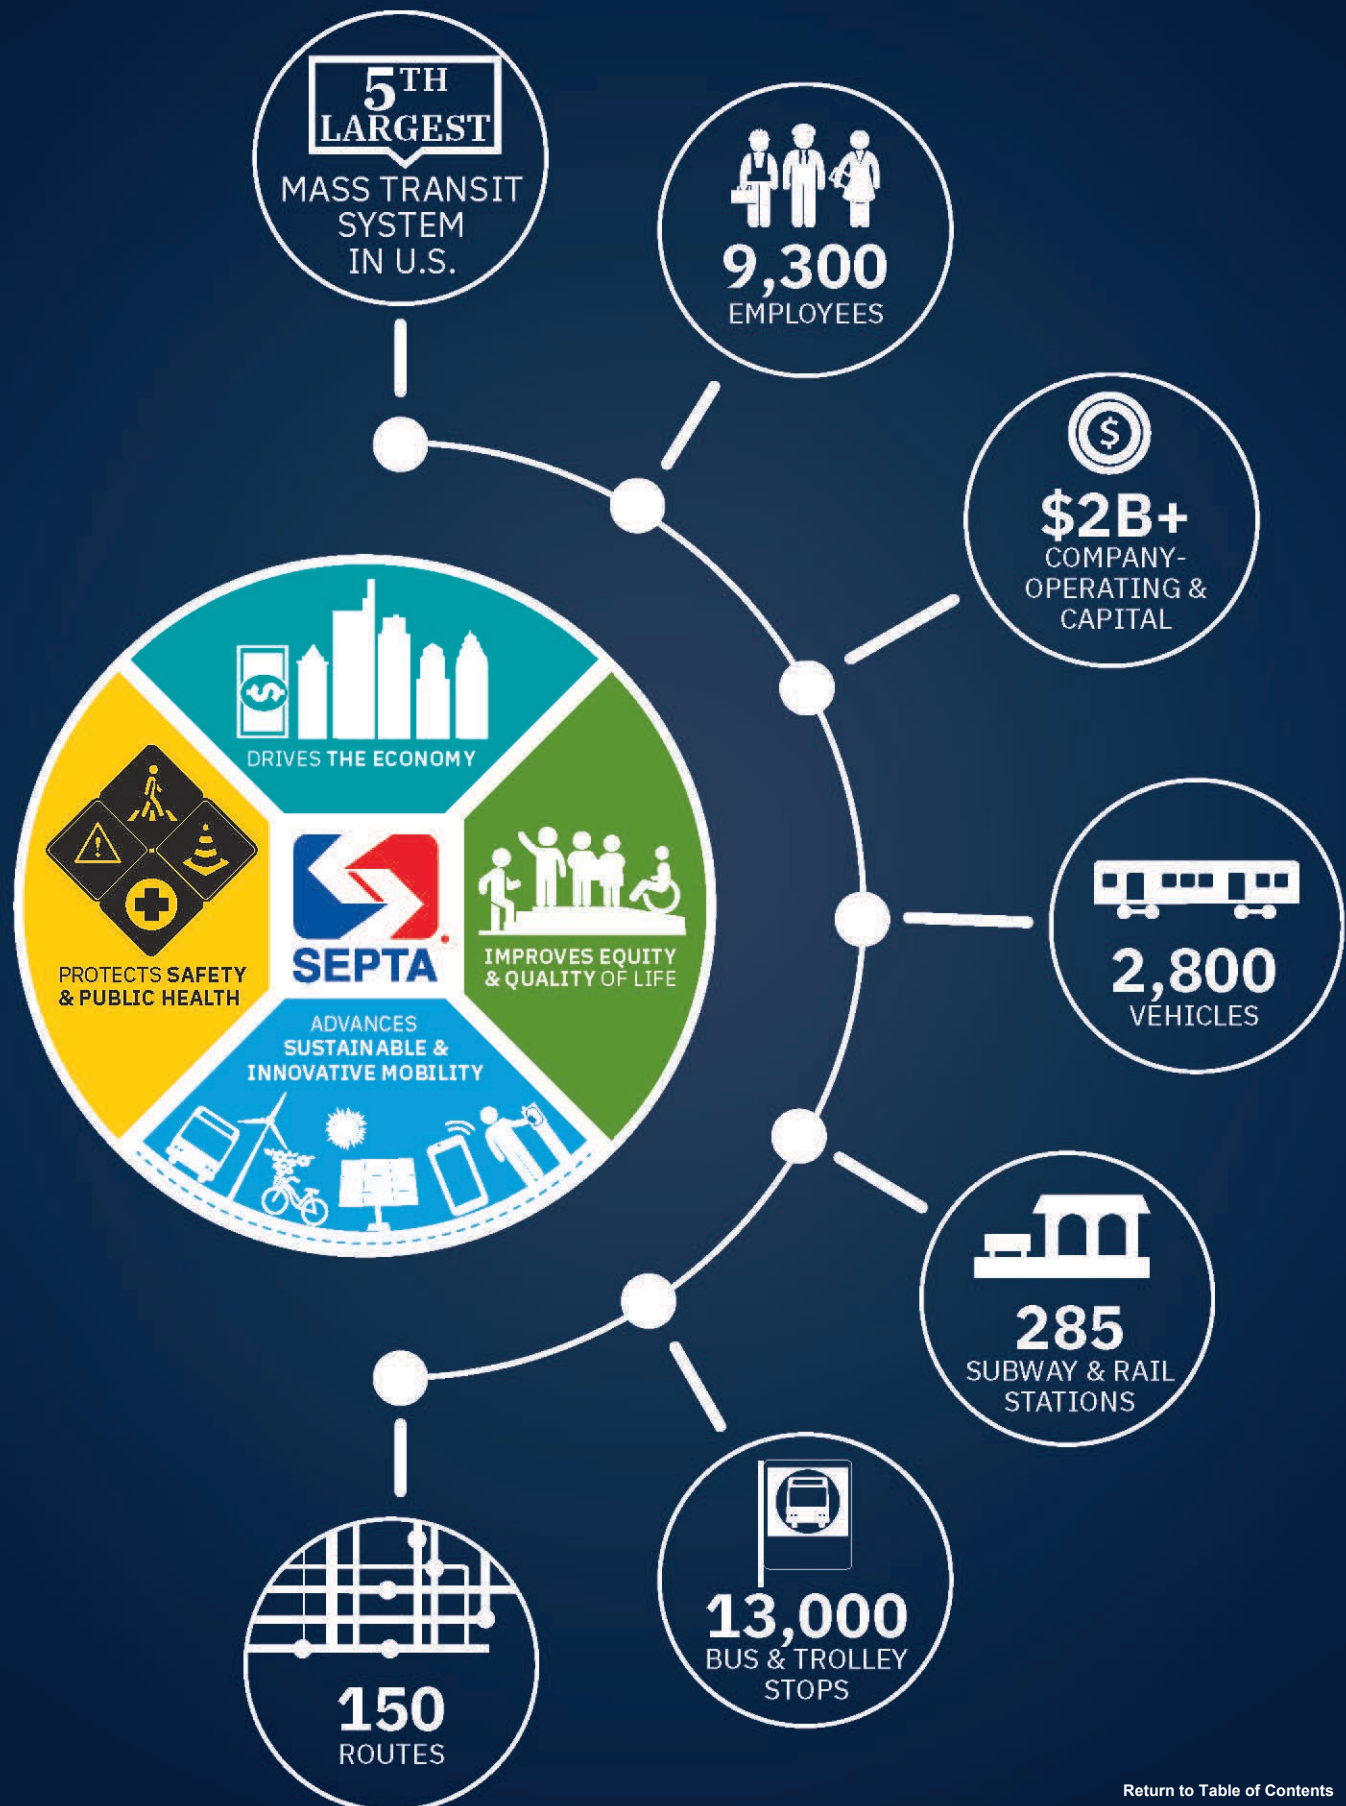 5TH
LARGEST
MASS TRANSIT
SYSTEM
IN U.S.
9,300
EMPLOYEES
$
$2B+
COMPANY-
OPERATING &
CAPITAL
2,800
VEHICLES
285
SUBWAY & RAIL
STATIONS
13,000
BUS & TROLLEY
STOPS
150
ROUTES
$
DRIVES THE ECONOMY
!
PROTECTS SAFETY
& PUBLIC HEALTH
SEPTA
IMPROVES EQUITY
& QUALITY OF LIFE
ADVANCES
SUSTAINABLE &
INNOVATIVE MOBILITY
Return to Table of Contents